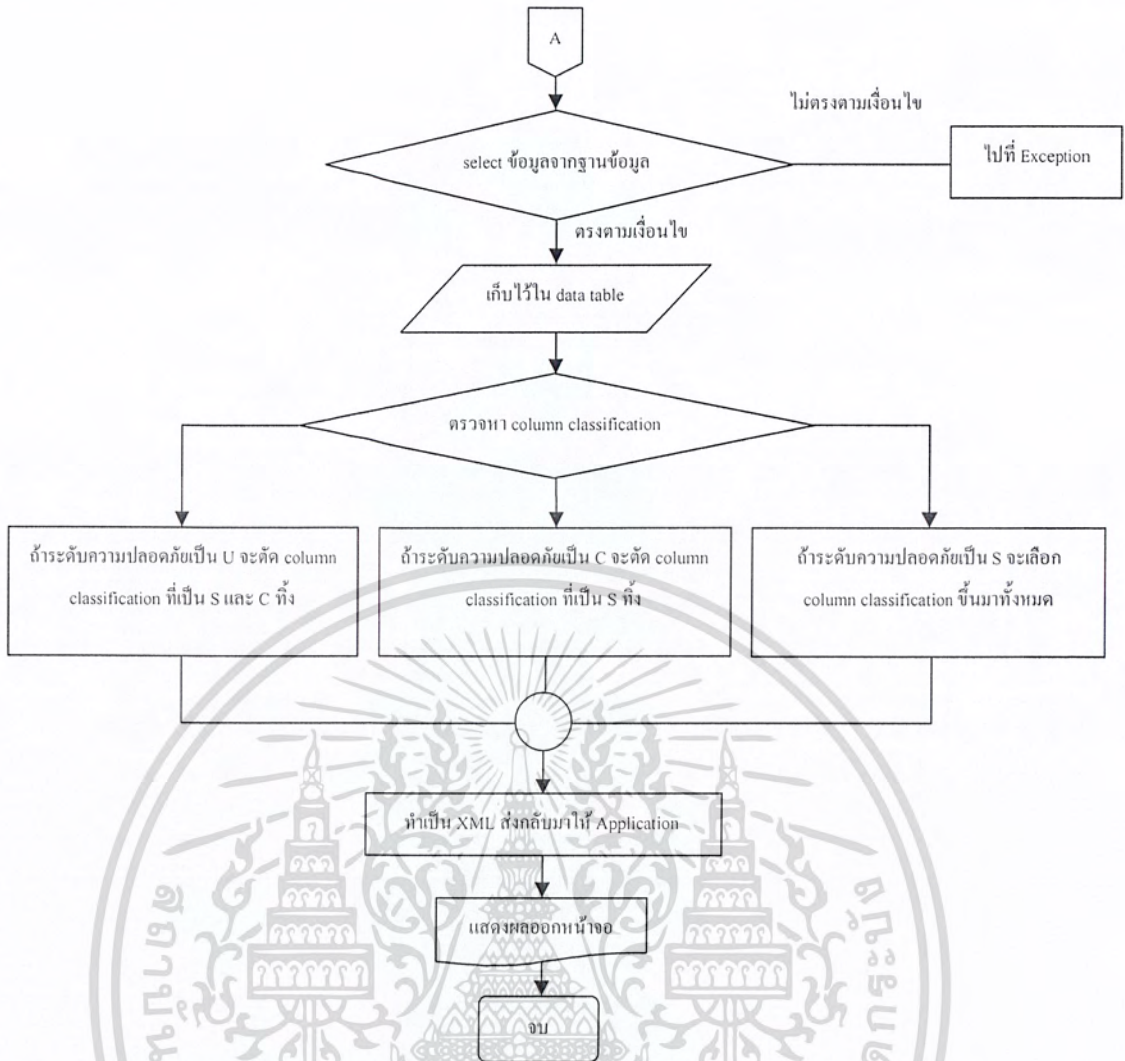 A
ไม่ตรงตามเงื่อนไข
select ข้อมูลจากฐานข้อมูล
ไปที่ Exception
ตรงตามเงื่อนไข
เก็บไว้ใน data table
ตรวจหา column classification
ถ้าระดับความปลอดภัยเป็น U จะตัด column
classification ที่เป็น S และ C ทิ้ง
ถ้าระดับความปลอดภัยเป็น C จะตัด column
classification ที่เป็น S ทิ้ง
ถ้าระดับความปลอดภัยเป็น S จะเลือก
column classification ขึ้นมาทั้งหมด
ทำเป็น XML ส่งกลับมาให้ Application
แสดงผลออกหน้าจอ
จบ